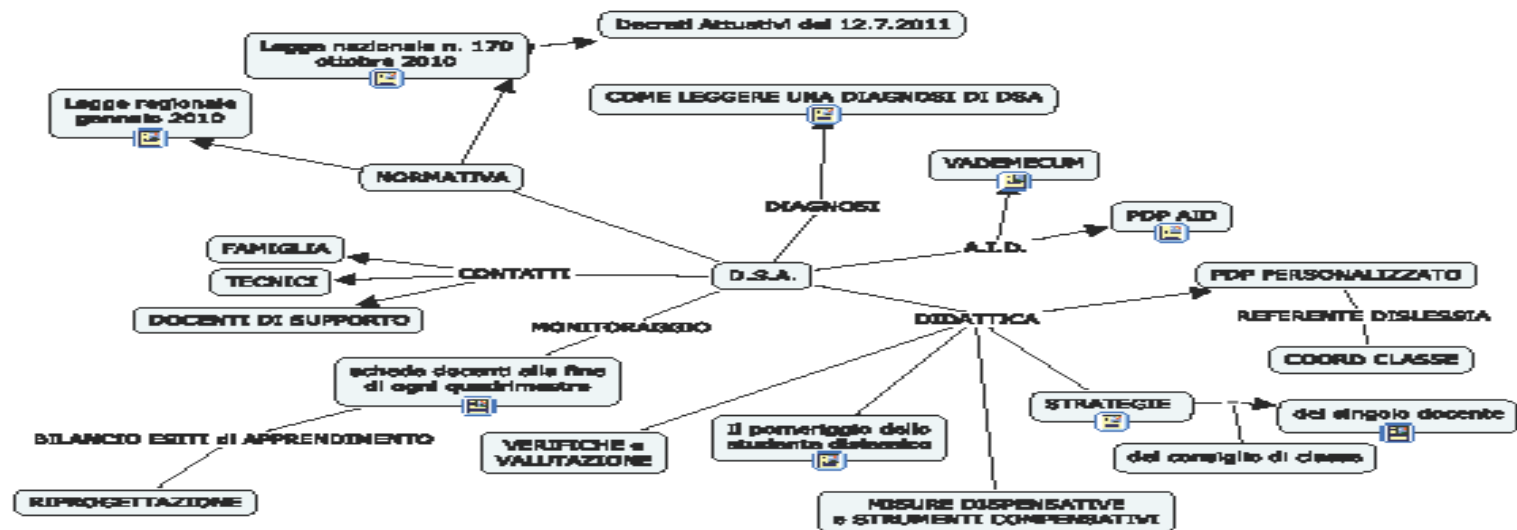 Decreti Attuativi del 12.7.2011
Legge nazionale n. 170
ottobre 2010
COME LEGGERE UNA DIAGNOSI DI DSA
Legge regionale
gennaio 2010
VADEMECUM
NORMATIVA
DIAGNOSI
PDP AID
FAMIGLIA
A.I.D.
CONTATTI
D.S.A.
TECNICI
PDP PERSONALIZZATO
DOCENTI DI SUPPORTO
MONITORAGGIO
DIDATTICA
REFERENTE DISLESSIA
COORD CLASSE
schede docenti alla fine
di ogni quadrimestre
STRATEGIE
del singolo docente
BILANCIO ESITI di APPRENDIMENTO
VERIFICHE e
VALUTAZIONE
Il pomeriggio dello
studente dislessico
del consiglio di classe
RIPROGETTAZIONE
MISURE DISPENSATIVE
e STRUMENTI COMPENSATIVI